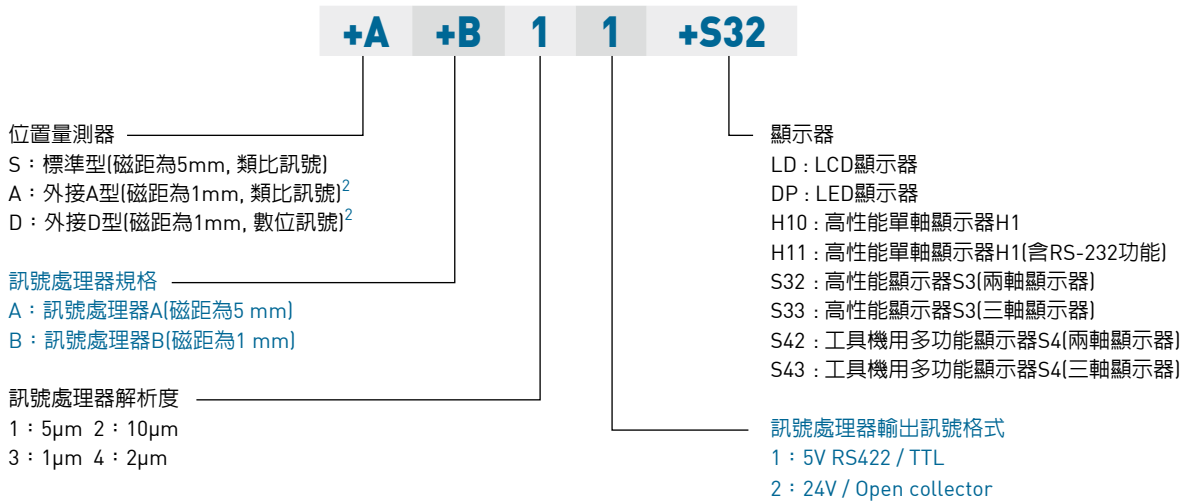 +A +B 1 1 +S32
位置量測器
S：標準型(磁距為5mm, 類比訊號)
A：外接A型(磁距為1mm, 類比訊號)2
D：外接D型(磁距為1mm, 數位訊號)2
訊號處理器規格
A：訊號處理器A(磁距為5 mm)
B：訊號處理器B(磁距為1 mm)
訊號處理器解析度
1：5µm 2：10µm
3：1µm 4：2µm
顯示器
LD : LCD顯示器
DP : LED顯示器
H10 : 高性能單軸顯示器H1
H11 : 高性能單軸顯示器H1(含RS-232功能)
S32 : 高性能顯示器S3(兩軸顯示器)
S33 : 高性能顯示器S3(三軸顯示器)
S42 : 工具機用多功能顯示器S4(兩軸顯示器)
S43 : 工具機用多功能顯示器S4(三軸顯示器)
訊號處理器輸出訊號格式
1：5V RS422 / TTL
2：24V / Open collector